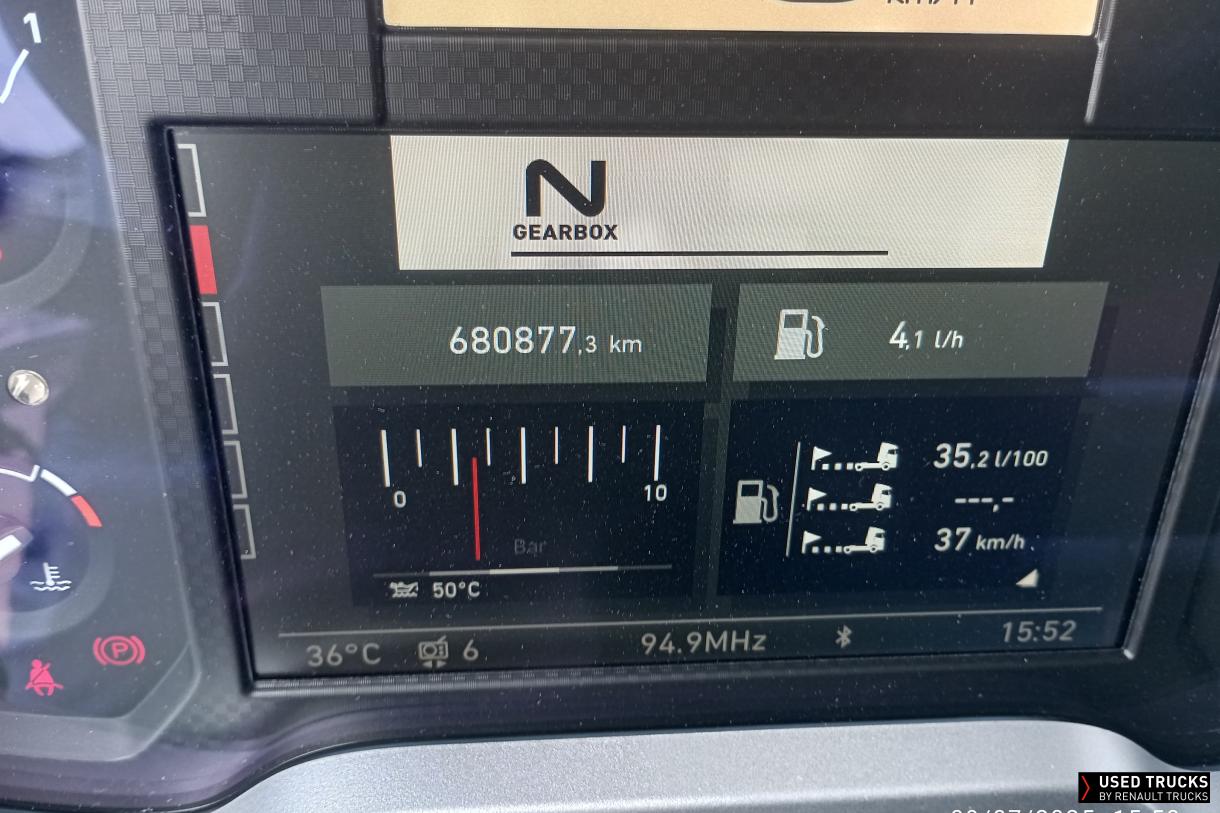 1
N
GEARBOX
680877,3 km
4,1 l/h
0
10
Bar
50°C
35,2 l/100
---,-
37 km/h
36°C
6
94.9MHz
15:52
P
USED TRUCKS
BY RENAULT TRUCKS